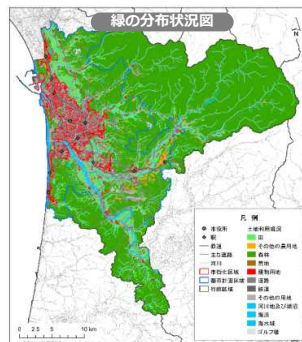 緑の分布状況図
N
凡例
市役所
駅
鉄道
主な道路
河川
市街化区域
都市計画区域
行政区域
土地利用現況
田
その他の農用地
森林
荒地
建物用地
道路
鉄道
その他の用地
河川地及び湖沼
海浜
海水域
ゴルフ場
0 2.5 5 10 km